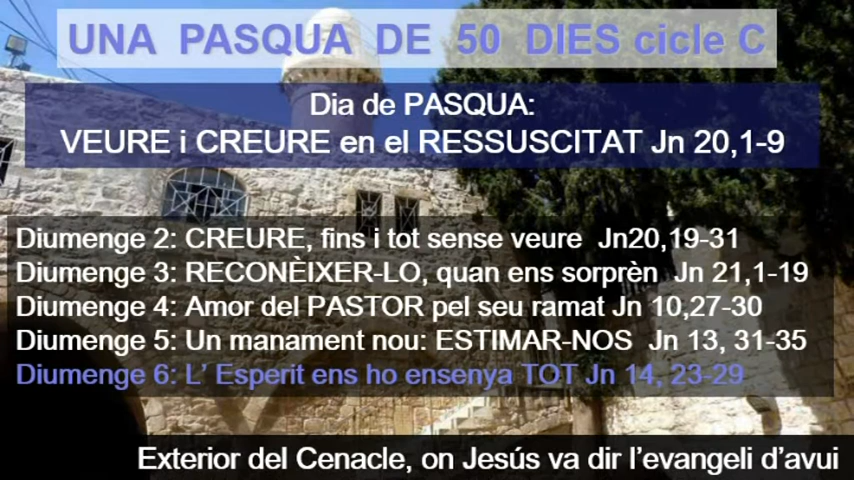 UNA PASQUA DE 50 DIES cicle C
Dia de PASQUA:
VEURE i CREURE en el RESSUSCITAT Jn 20,1-9
Diumenge 2: CREURE, fins i tot sense veure Jn20,19-31
Diumenge 3: RECONÈIXER-LO, quan ens sorprèn Jn 21,1-19
Diumenge 4: Amor del PASTOR pel seu ramat Jn 10,27-30
Diumenge 5: Un manament nou: ESTIMAR-NOS Jn 13, 31-35
Diumenge 6: L’ Esperit ens ho ensenya TOT Jn 14, 23-29
Exterior del Cenacle, on Jesús va dir l’evangeli d’avui